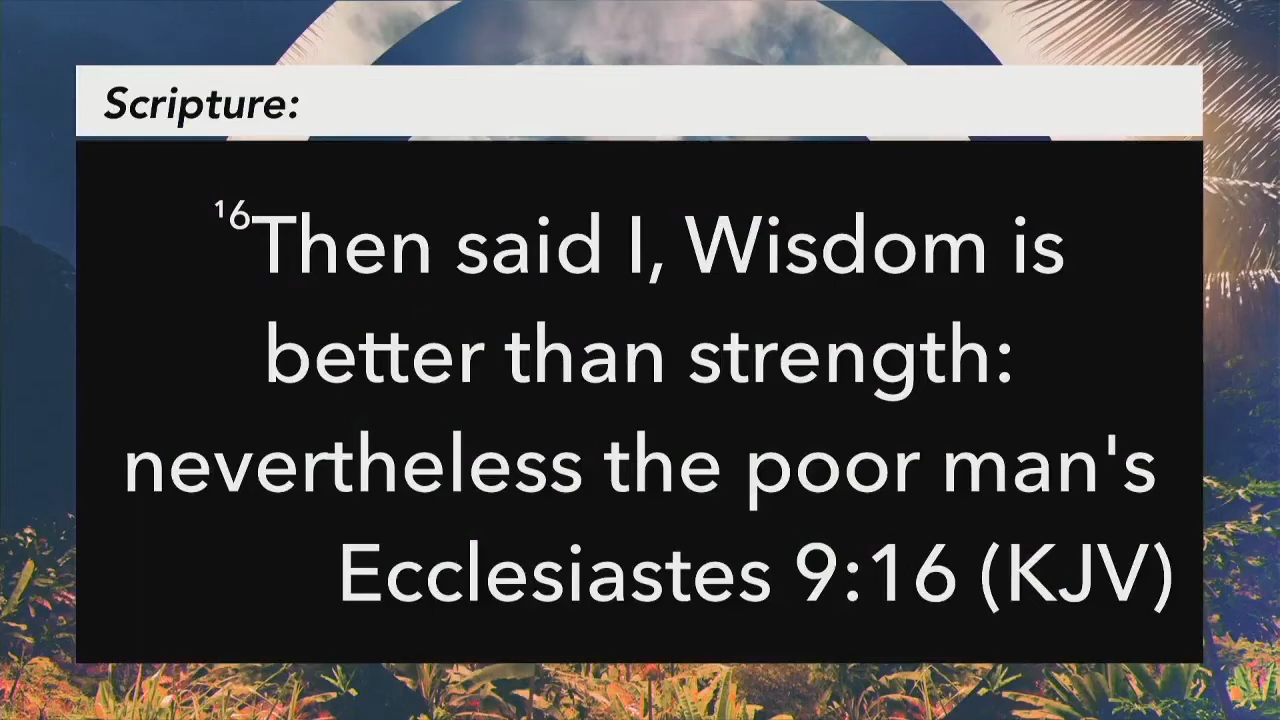 Scripture:
¹⁶Then said I, Wisdom is
better than strength:
nevertheless the poor man's
Ecclesiastes 9:16 (KJV)